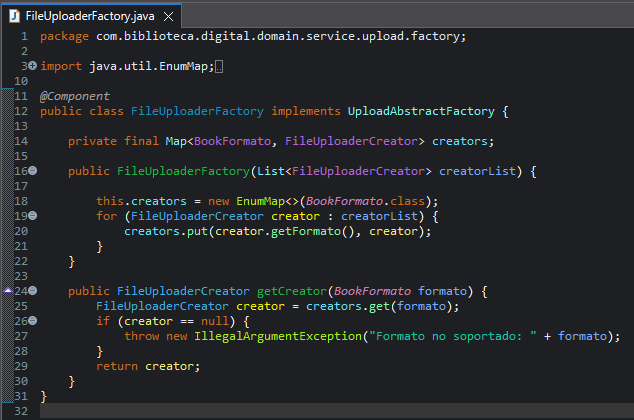 FileUploaderFactory.java
1 package com.biblioteca.digital.domain.service.upload.factory;
2
3 import java.util.EnumMap;
10
11 @Component
12 public class FileUploaderFactory implements UploadAbstractFactory {
13
14     private final Map<BookFormato, FileUploaderCreator> creators;
15
16     public FileUploaderFactory(List<FileUploaderCreator> creatorList) {
17
18         this.creators = new EnumMap<>(BookFormato.class);
19         for (FileUploaderCreator creator : creatorList) {
20             creators.put(creator.getFormato(), creator);
21         }
22     }
23
24     public FileUploaderCreator getCreator(BookFormato formato) {
25         FileUploaderCreator creator = creators.get(formato);
26         if (creator == null) {
27             throw new IllegalArgumentException("Formato no soportado: " + formato);
28         }
29         return creator;
30     }
31 }
32